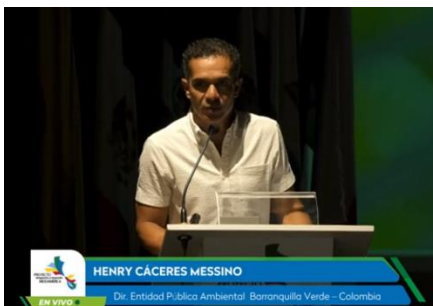 HENRY CÁCERES MESSINO
Dir. Entidad Pública Ambiental Barranquilla Verde – Colombia
EN VIVO